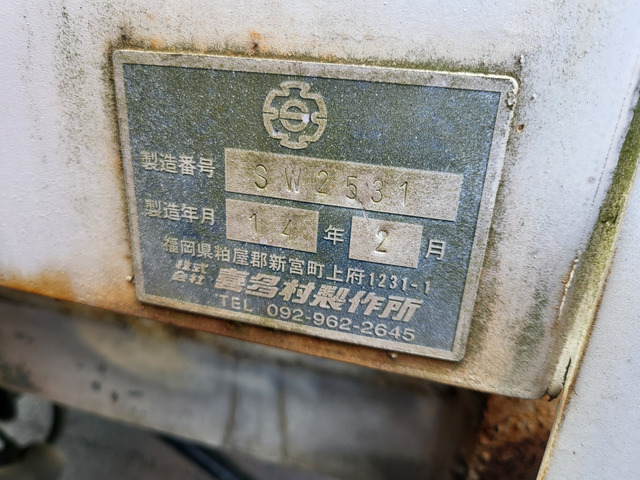 製造番号 SW2531
製造年月 14年2月
福岡県粕屋郡新宮町上府1231-1
株式会社 喜多村製作所
TEL 092-962-2645